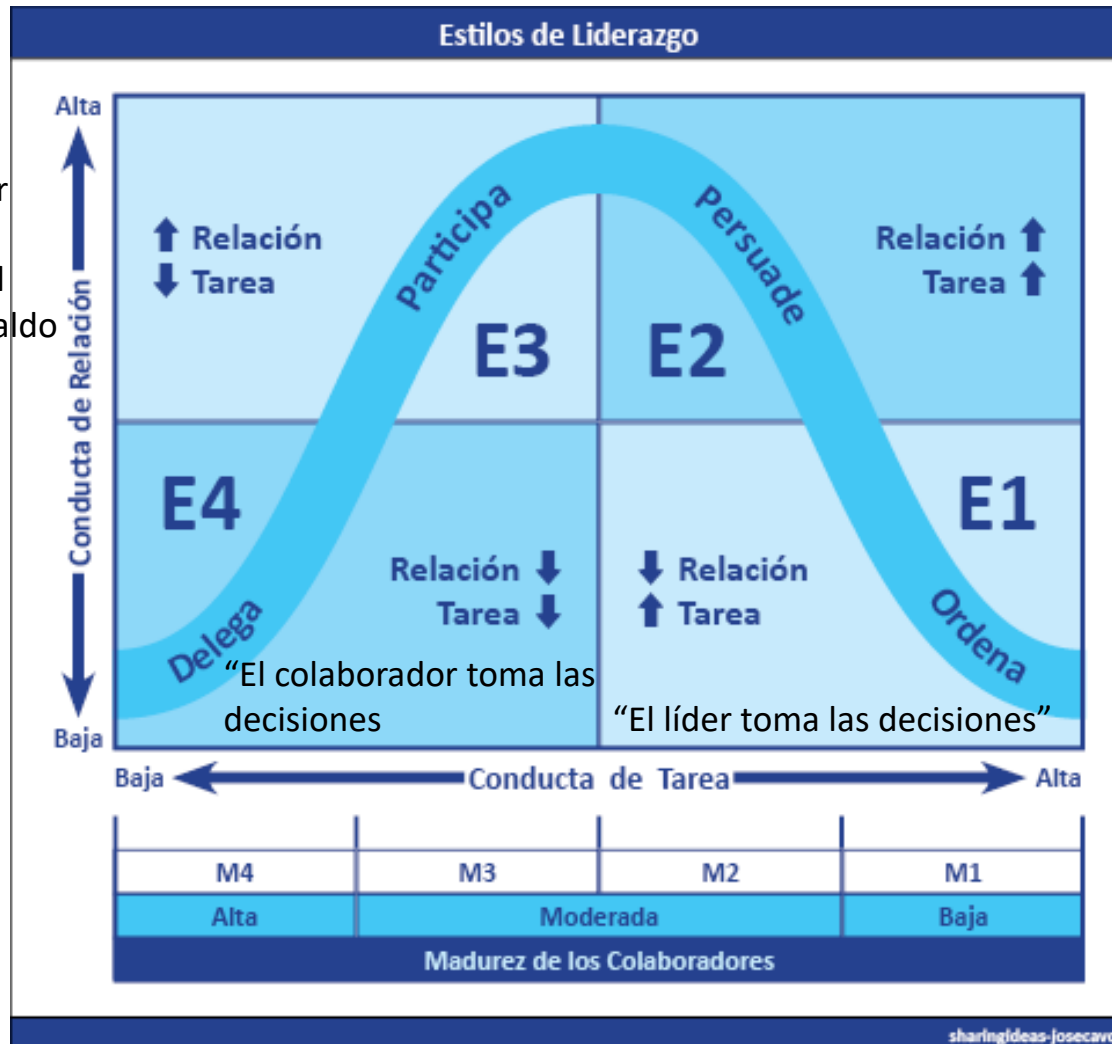 Estilos de Liderazgo
Alta
aldo
Conducta de Relación
Baja
Relación
Tarea
Participa
E3
Persuade
E2
Relación
Tarea
E4
Delega
Relación
Tarea
“El colaborador toma las
decisiones
Relación
Tarea
E1
Ordena
“El líder toma las decisiones”
Baja
Conducta de Tarea
Alta
M4 M3 M2 M1
Alta Moderada Baja
Madurez de los Colaboradores